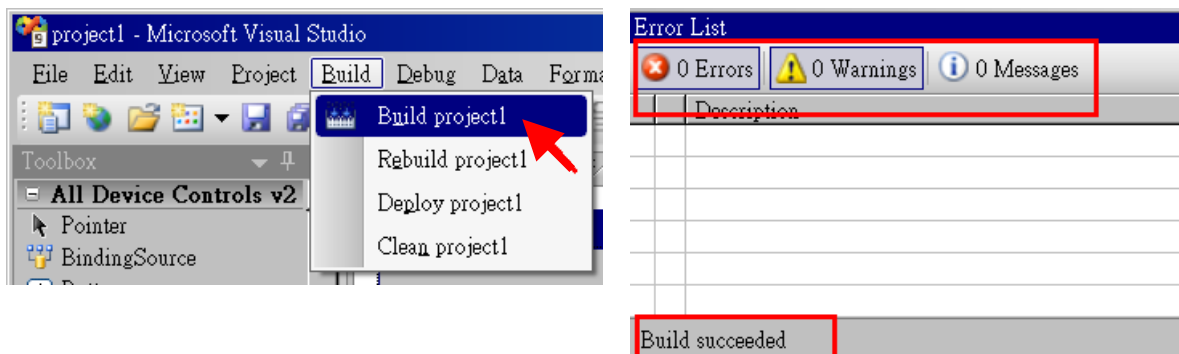 project1 - Microsoft Visual Studio
File Edit View Project Build Debug Data Forma
Build project1
Rebuild project1
Deploy project1
Clean project1
Toolbox
All Device Controls v2
Pointer
BindingSource
Error List
0 Errors 0 Warnings 0 Messages
Description
Build succeeded